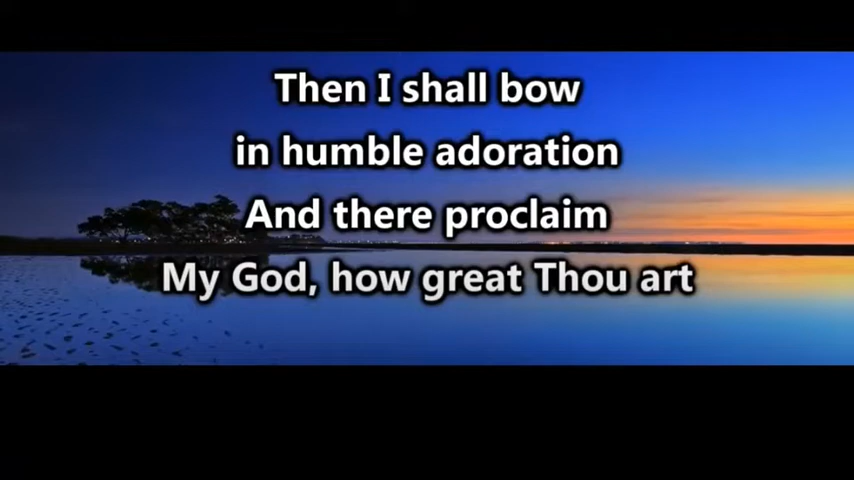 Then I shall bow
in humble adoration
And there proclaim
My God, how great Thou art